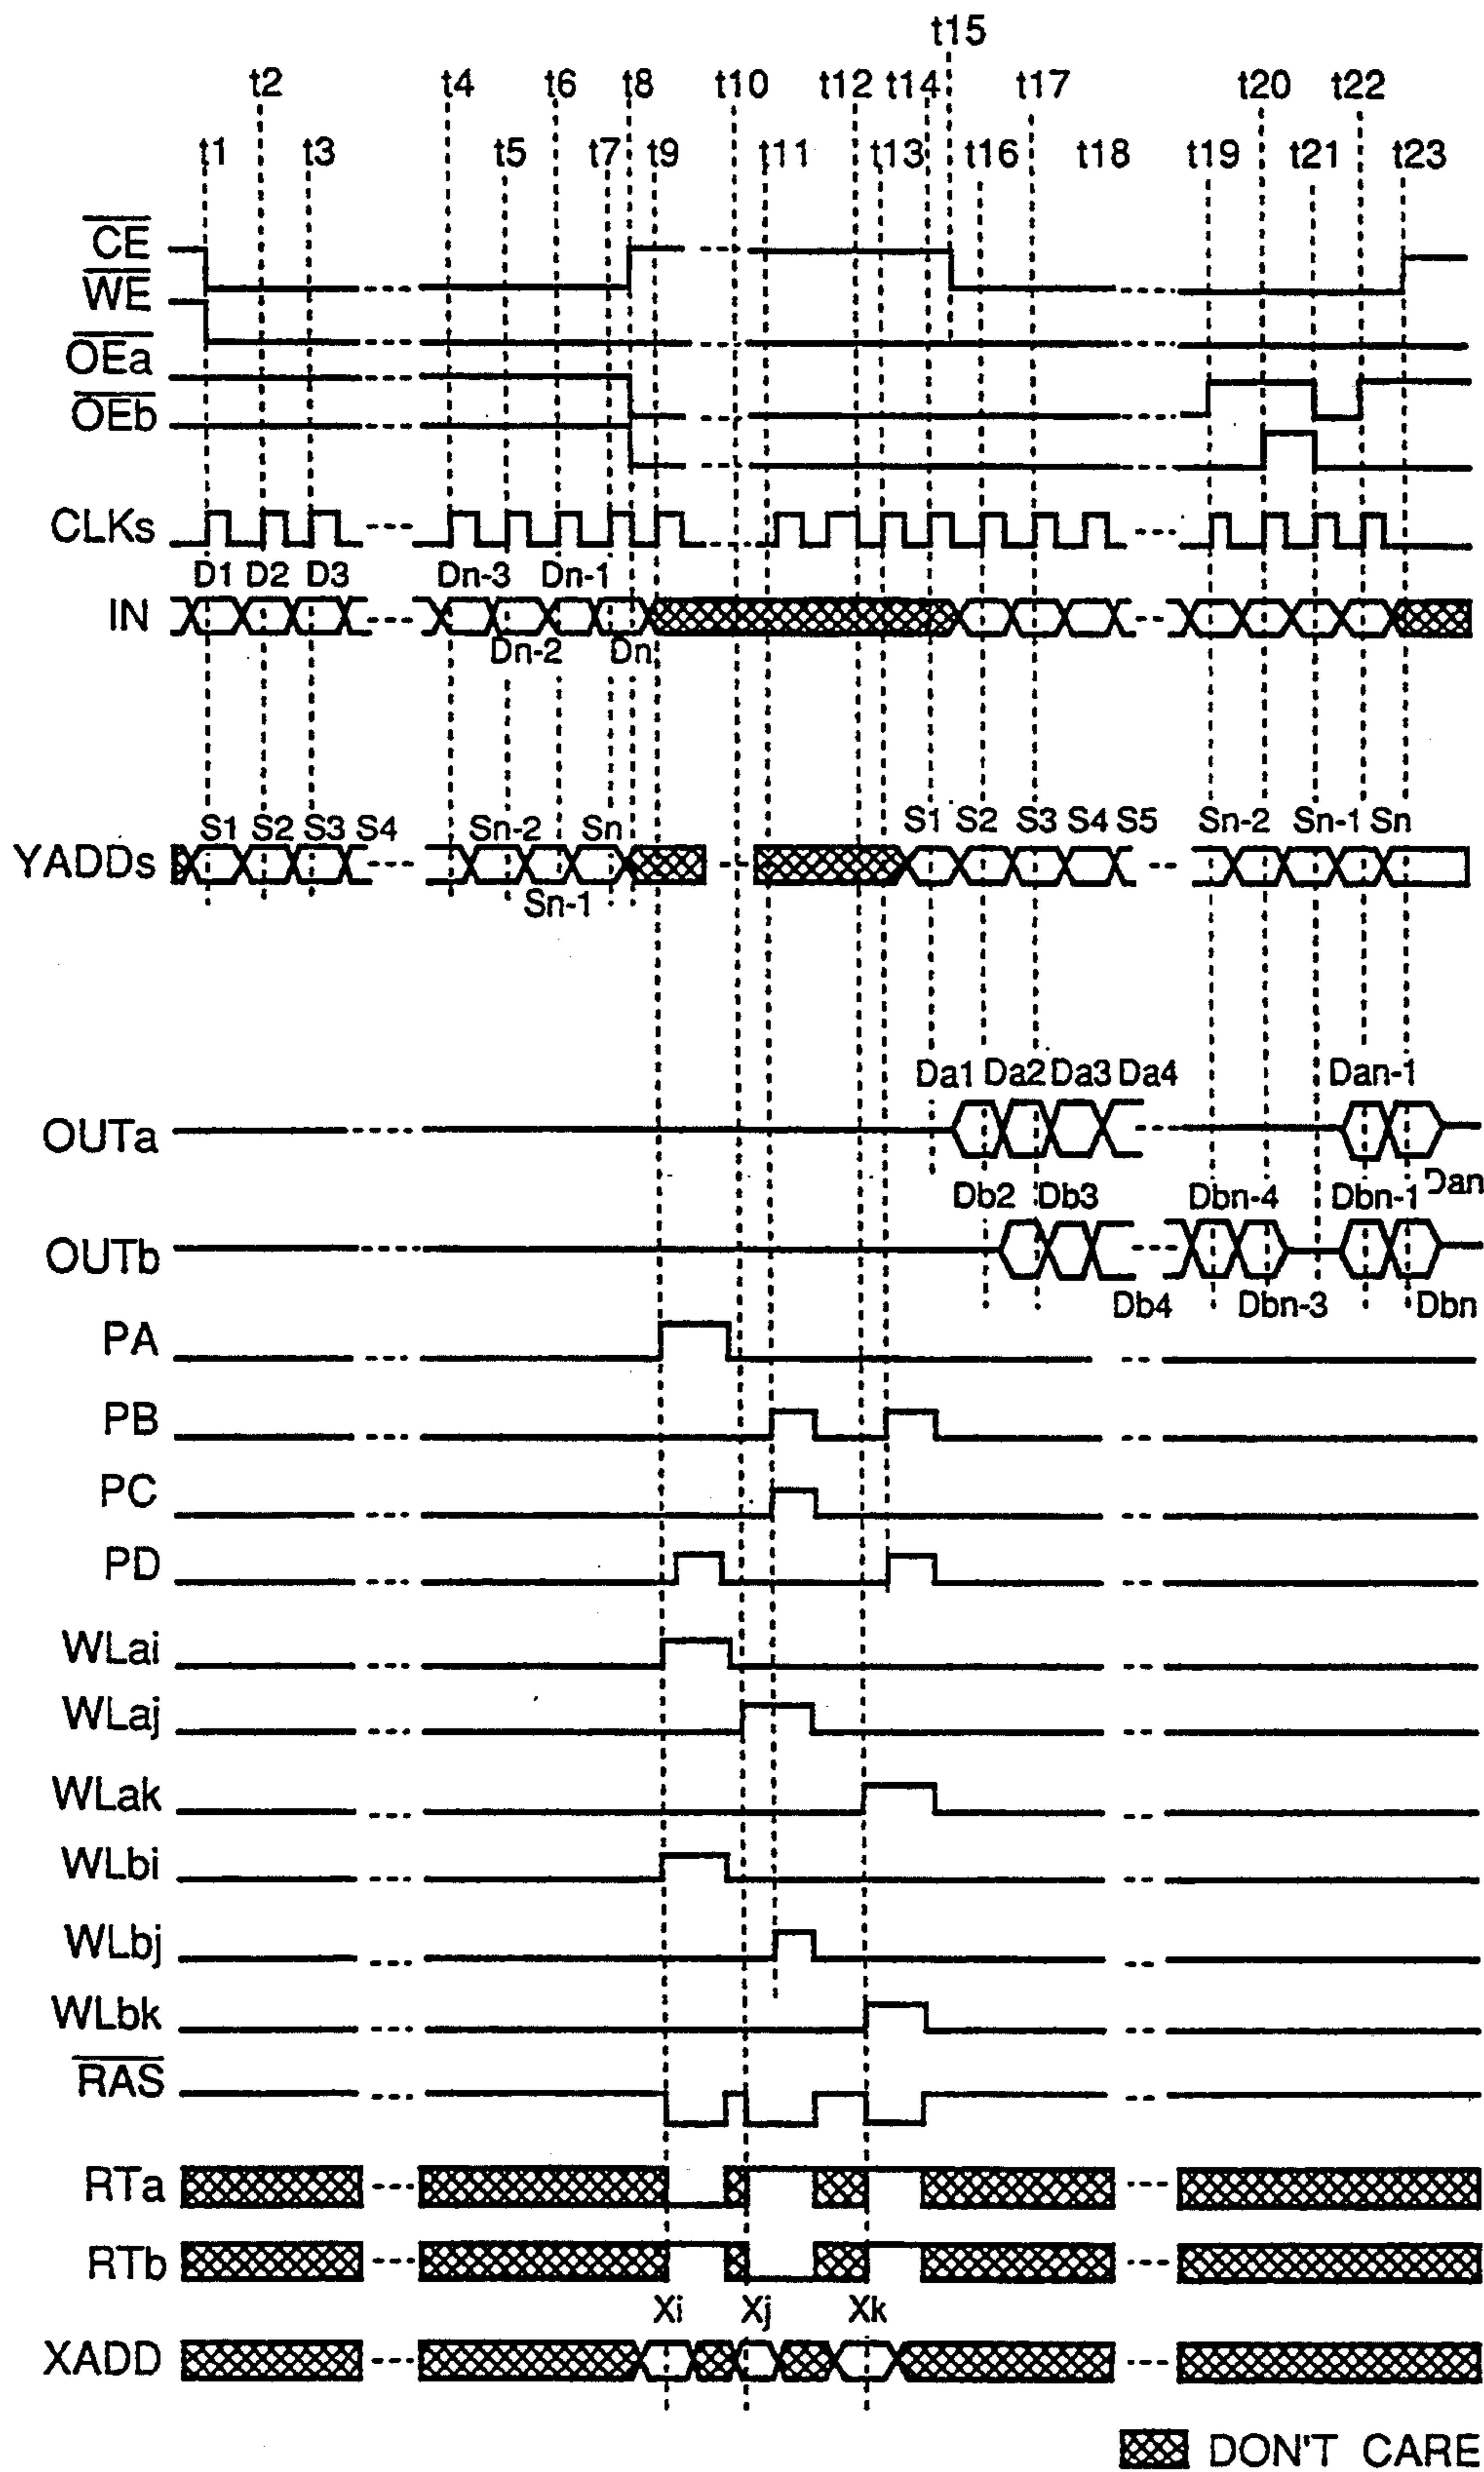 t15
t2 t4 t6 t8 t10 t12 t14 t17 t20 t22
t1 t3 t5 t7 t9 t11 t13 t16 t18 t19 t21 t23
CE
WE
OEa
OEb
CLKs
D1 D2 D3 Dn-3 Dn-1
IN
Dn-2 Dn
S1 S2 S3 S4 Sn-2 Sn S1 S2 S3 S4 S5 Sn-2 Sn-1 Sn
YADDs
Sn-1
Da1 Da2 Da3 Da4 Dan-1
OUTa
Dan
Db2 Db3 Dbn-4 Dbn-1
OUTb
Db4 Dbn-3 Dbn
PA
PB
PC
PD
WLai
WLaj
WLak
WLbi
WLbj
WLbk
RAS
RTa
RTb
Xi Xj Xk
XADD
DON'T CARE